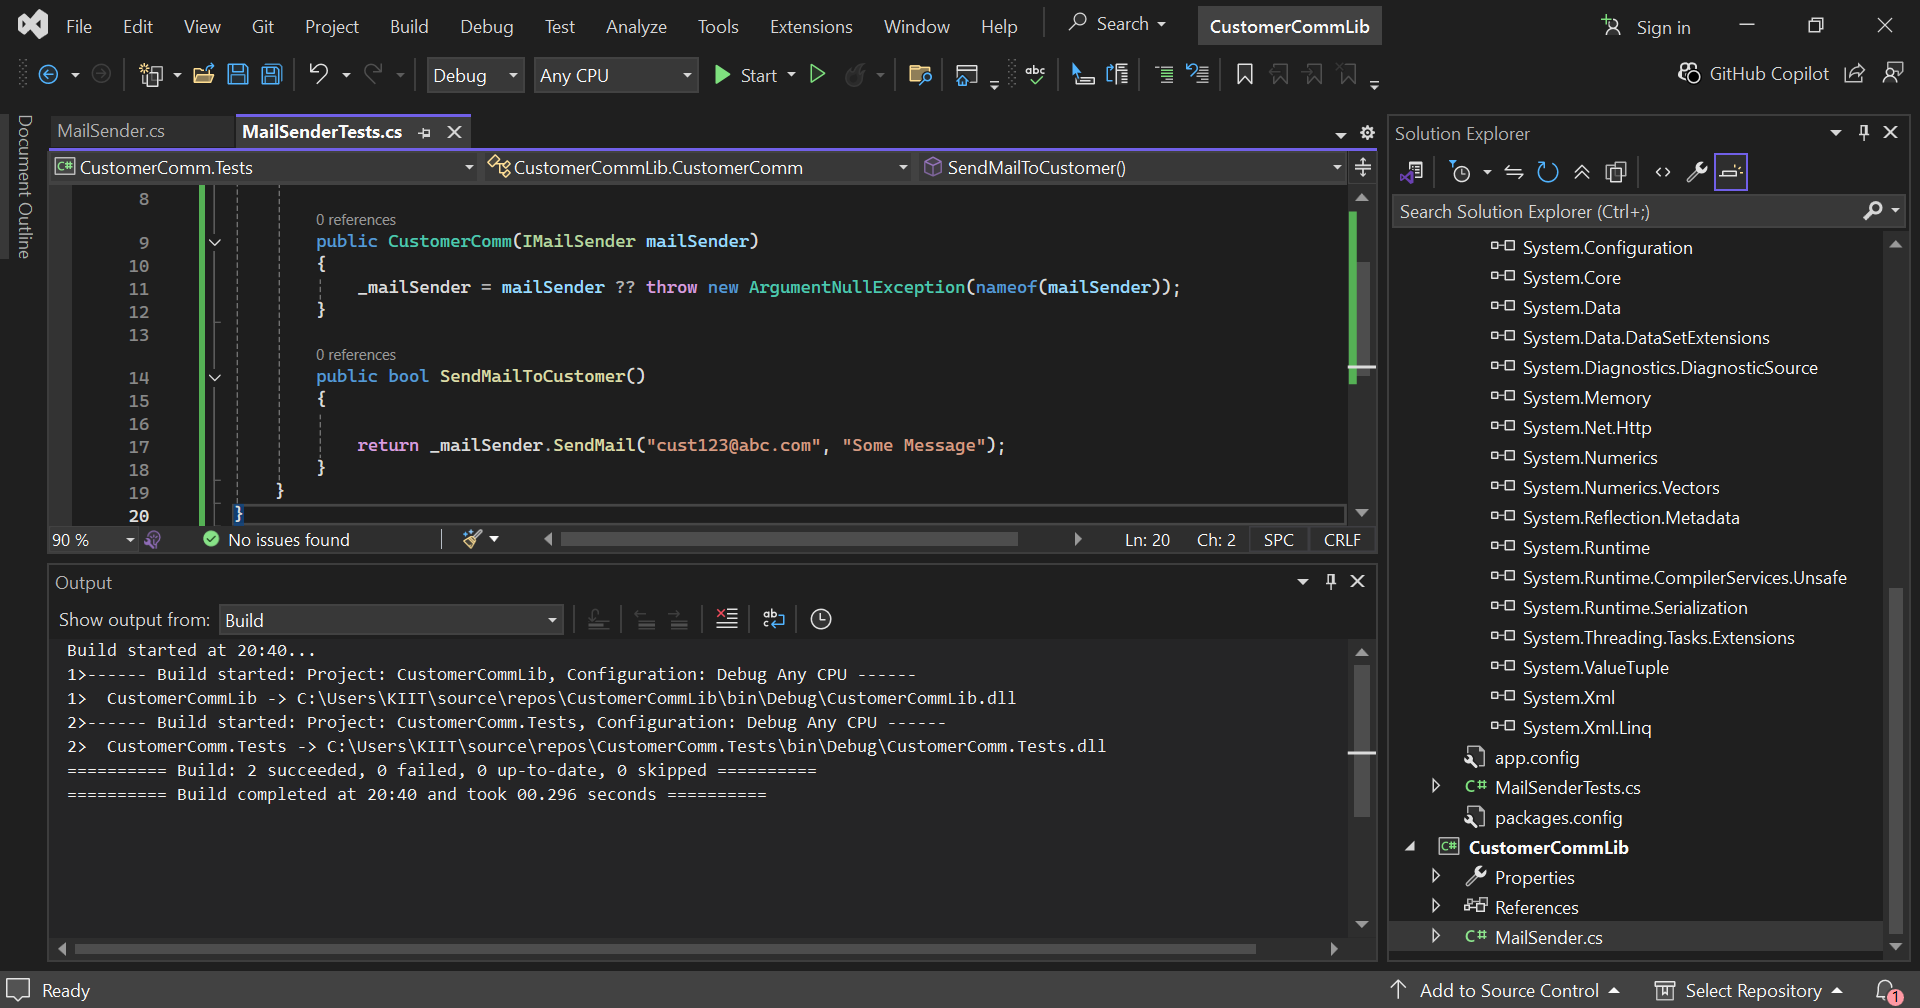 File Edit View Git Project Build Debug Test Analyze Tools Extensions Window Help Search CustomerCommLib Sign in
Debug Any CPU Start abc GitHub Copilot
Document Outline
MailSender.cs MailSenderTests.cs
C# CustomerComm.Tests CustomerCommLib.CustomerComm SendMailToCustomer()
8
0 references
9 public CustomerComm(IMailSender mailSender)
10 {
11 _mailSender = mailSender ?? throw new ArgumentNullException(nameof(mailSender));
12 }
13
0 references
14 public bool SendMailToCustomer()
15 {
16
17 return _mailSender.SendMail("cust123@abc.com", "Some Message");
18 }
19 }
20 }
90 % No issues found Ln: 20 Ch: 2 SPC CRLF
Output
Show output from: Build
Build started at 20:40...
1>------ Build started: Project: CustomerCommLib, Configuration: Debug Any CPU ------
1>  CustomerCommLib -> C:\Users\KIIT\source\repos\CustomerCommLib\bin\Debug\CustomerCommLib.dll
2>------ Build started: Project: CustomerComm.Tests, Configuration: Debug Any CPU ------
2>  CustomerComm.Tests -> C:\Users\KIIT\source\repos\CustomerComm.Tests\bin\Debug\CustomerComm.Tests.dll
========== Build: 2 succeeded, 0 failed, 0 up-to-date, 0 skipped ==========
========== Build completed at 20:40 and took 00.296 seconds ==========
Solution Explorer
Search Solution Explorer (Ctrl+;)
System.Configuration
System.Core
System.Data
System.Data.DataSetExtensions
System.Diagnostics.DiagnosticSource
System.Memory
System.Net.Http
System.Numerics
System.Numerics.Vectors
System.Reflection.Metadata
System.Runtime
System.Runtime.CompilerServices.Unsafe
System.Runtime.Serialization
System.Threading.Tasks.Extensions
System.ValueTuple
System.Xml
System.Xml.Linq
app.config
C# MailSenderTests.cs
packages.config
C# CustomerCommLib
Properties
References
C# MailSender.cs
Ready Add to Source Control Select Repository 1